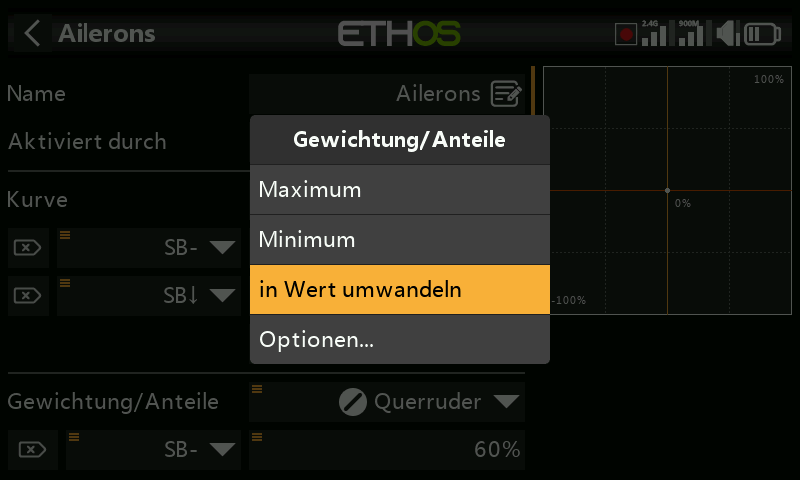 Ailerons
ETHOS
2.4G
900M
Name
Ailerons
100%
Aktiviert durch
Gewichtung/Anteile
Maximum
Kurve
0%
Minimum
SB-
in Wert umwandeln
SB↓
-100%
Optionen...
Gewichtung/Anteile
Querruder
SB-
60%